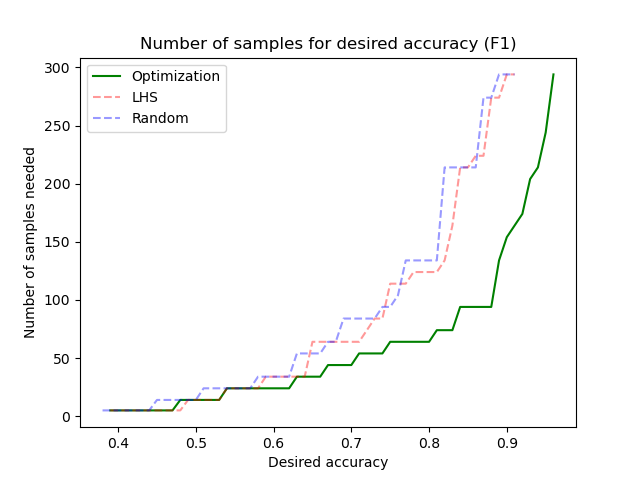 Number of samples for desired accuracy (F1)
Optimization
LHS
Random
Number of samples needed
300
250
200
150
100
50
0
0.4 0.5 0.6 0.7 0.8 0.9
Desired accuracy